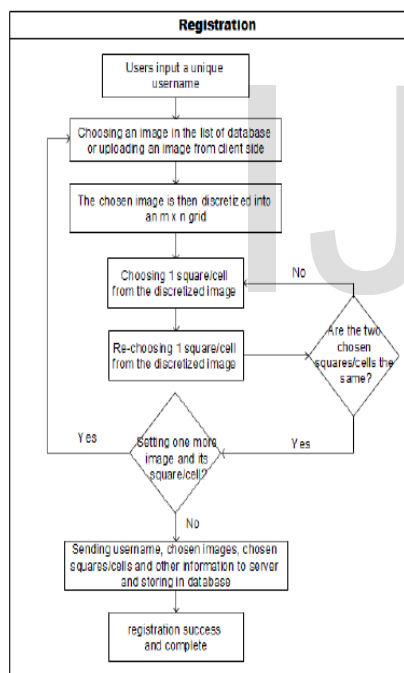 Registration
Users input a unique
username
Choosing an image in the list of database
or uploading an image from client side
The chosen image is then discretized into
an m x n grid
No
Choosing 1 square/cell
from the discretized image
Re-choosing 1 square/cell
from the discretized image
Are the two
chosen
squares/cells the
same?
Yes
Setting one more
image and its
square/cell?
Yes
No
Sending username, chosen images, chosen
squares/cells and other information to server
and storing in database
registration success
and complete
IJ